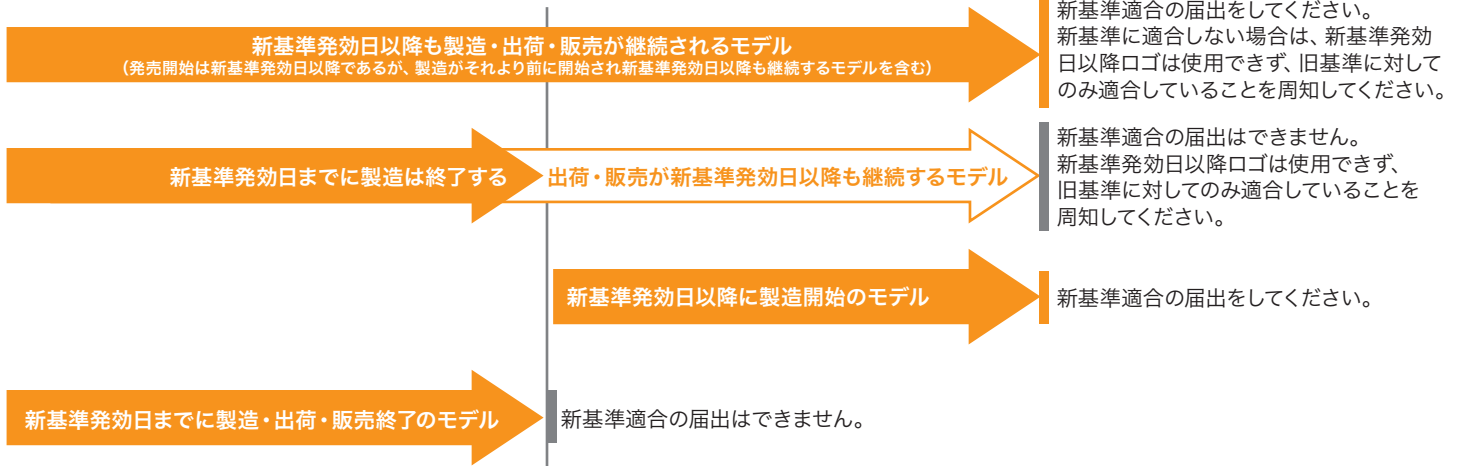 新基準発効日以降も製造・出荷・販売が継続されるモデル
(発売開始は新基準発効日以降であるが、製造がそれより前に開始され新基準発効日以降も継続するモデルを含む)
新基準適合の届出をしてください。
新基準に適合しない場合は、新基準発効
日以降ロゴは使用できず、旧基準に対して
のみ適合していることを周知してください。
新基準発効日までに製造は終了する
出荷・販売が新基準発効日以降も継続するモデル
新基準適合の届出はできません。
新基準発効日以降ロゴは使用できず、
旧基準に対してのみ適合していることを
周知してください。
新基準発効日以降に製造開始のモデル
新基準適合の届出をしてください。
新基準発効日までに製造・出荷・販売終了のモデル
新基準適合の届出はできません。